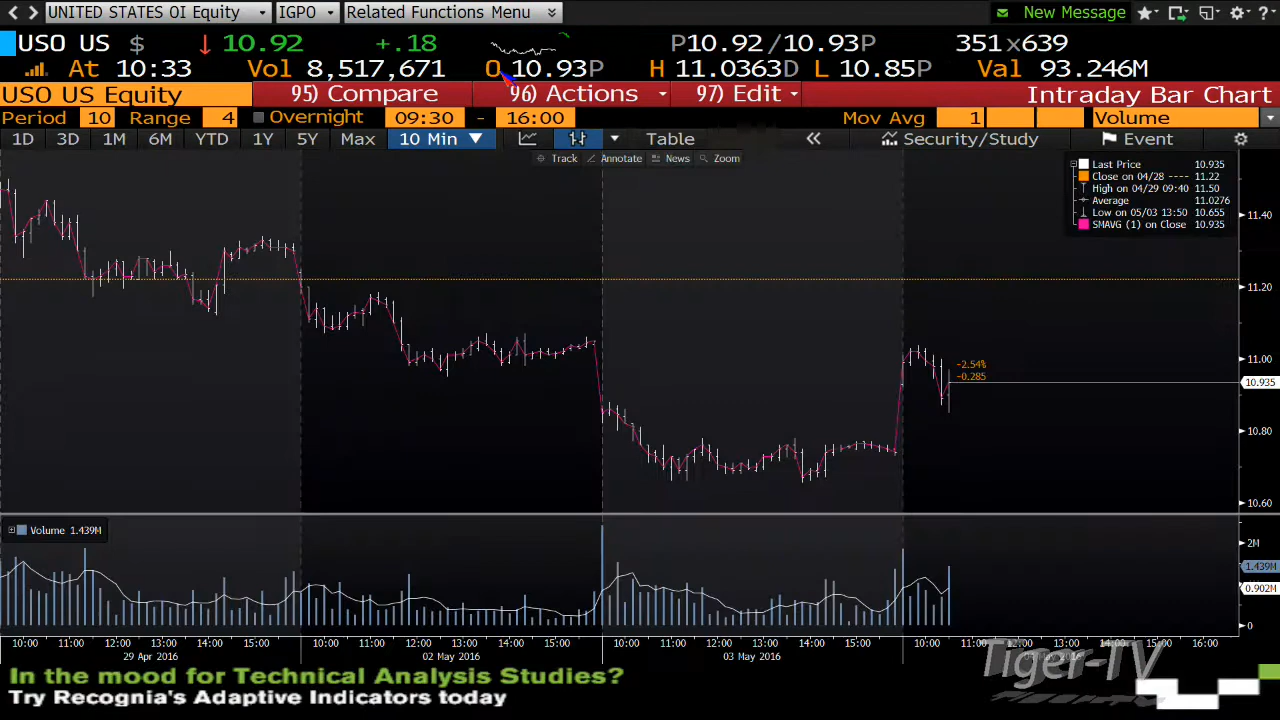 UNITED STATES OI Equity IGPO Related Functions Menu New Message
USO US $ 10.92 +.18 P10.92/10.93P 351x639
At 10:33 Vol 8,517,671 O 10.93P H 11.0363D L 10.85P Val 93.246M
USO US Equity 95) Compare 96) Actions 97) Edit Intraday Bar Chart
Period 10 Range 4 Overnight 09:30 - 16:00 Mov Avg 1 Volume
1D 3D 1M 6M YTD 1Y 5Y Max 10 Min Table Security/Study Event
Track Annotate News Zoom
Last Price 10.935
Close on 04/28 ---- 11.22
High on 04/29 09:40 11.50
Average 11.0276
Low on 05/03 13:50 10.655
SMAVG (1) on Close 10.935
11.40
11.20
11.00
-2.54%
-0.285
10.935
10.80
10.60
Volume 1.439M
2M
1.439M
0.902M
0
10:00 11:00 12:00 13:00 14:00 15:00 10:00 11:00 12:00 13:00 14:00 15:00 10:00 11:00 12:00 13:00 14:00 15:00 10:00 11:00 12:00 13:00 14:00 15:00 16:00
29 Apr 2016 02 May 2016 03 May 2016
Tiger-TV
In the mood for Technical Analysis Studies?
Try Recognia's Adaptive Indicators today